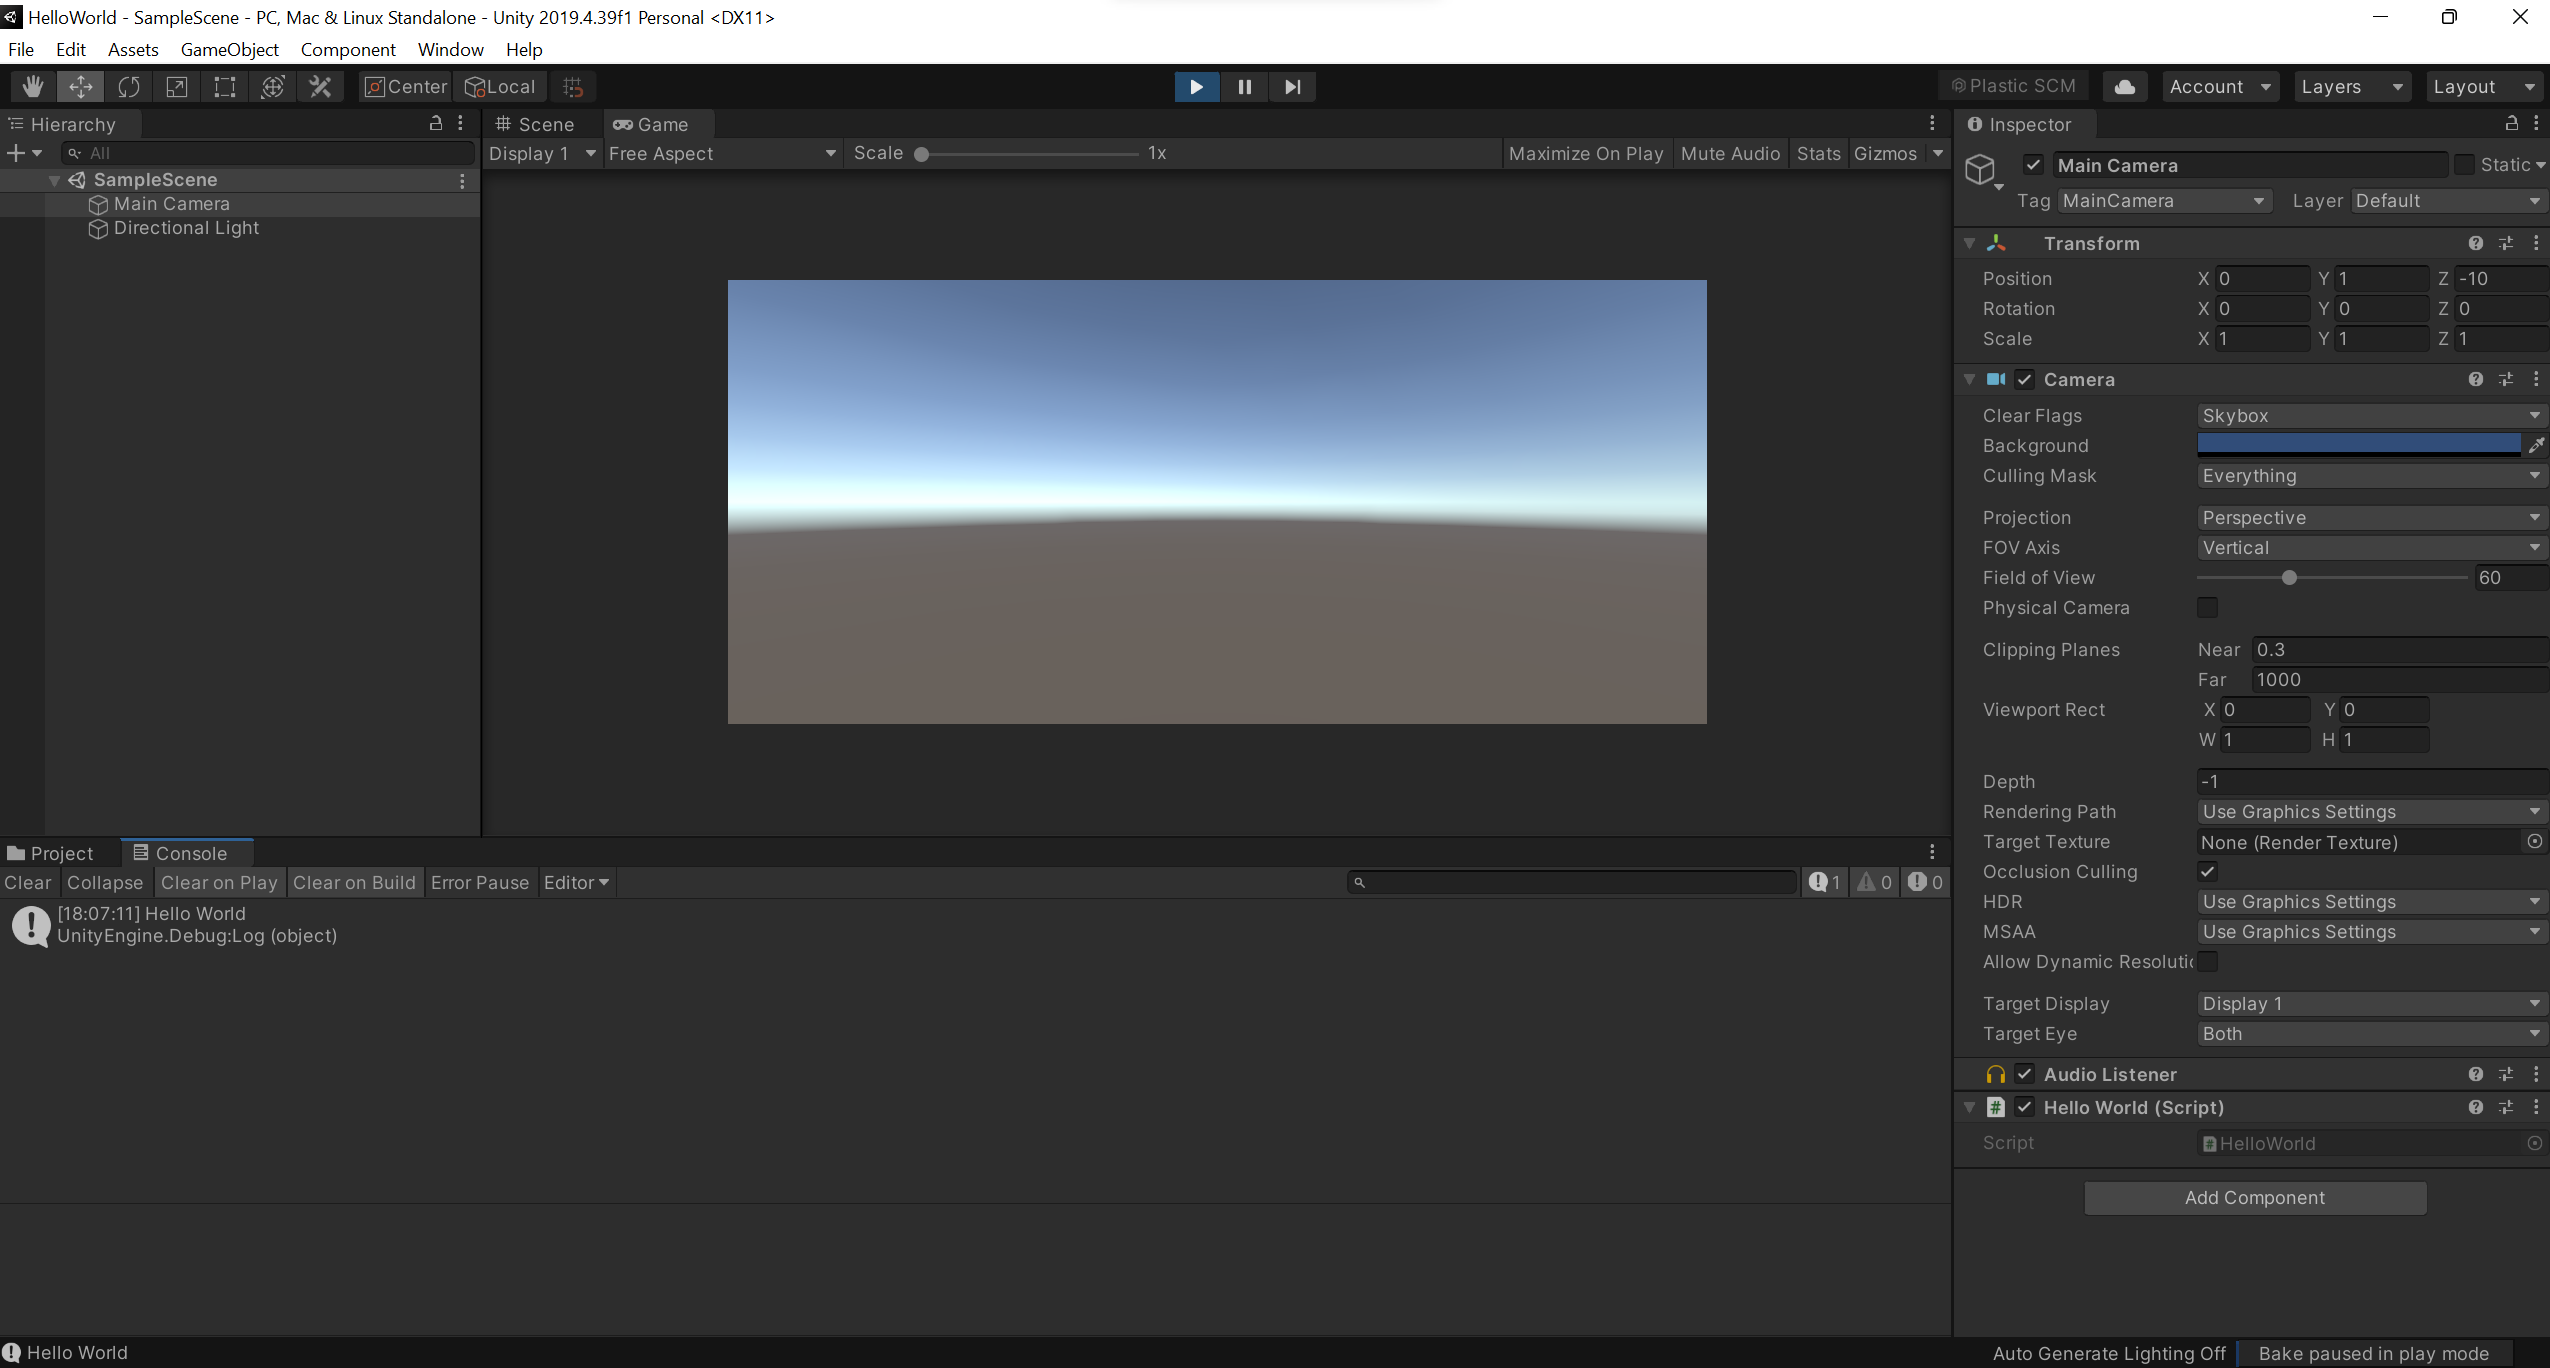 HelloWorld - SampleScene - PC, Mac & Linux Standalone - Unity 2019.4.39f1 Personal <DX11>
File Edit Assets GameObject Component Window Help
Center Local Plastic SCM Account Layers Layout
Hierarchy
All
SampleScene
Main Camera
Directional Light
Scene Game
Display 1 Free Aspect Scale 1x Maximize On Play Mute Audio Stats Gizmos
Project Console
Clear Collapse Clear on Play Clear on Build Error Pause Editor 1 0 0
[18:07:11] Hello World
UnityEngine.Debug:Log (object)
Inspector
Main Camera Static
Tag MainCamera Layer Default
Transform
Position X 0 Y 1 Z -10
Rotation X 0 Y 0 Z 0
Scale X 1 Y 1 Z 1
Camera
Clear Flags Skybox
Background
Culling Mask Everything
Projection Perspective
FOV Axis Vertical
Field of View 60
Physical Camera
Clipping Planes Near 0.3
Far 1000
Viewport Rect X 0 Y 0
W 1 H 1
Depth -1
Rendering Path Use Graphics Settings
Target Texture None (Render Texture)
Occlusion Culling
HDR Use Graphics Settings
MSAA Use Graphics Settings
Allow Dynamic Resoluti
Target Display Display 1
Target Eye Both
Audio Listener
# Hello World (Script)
Script # HelloWorld
Add Component
Hello World Auto Generate Lighting Off Bake paused in play mode